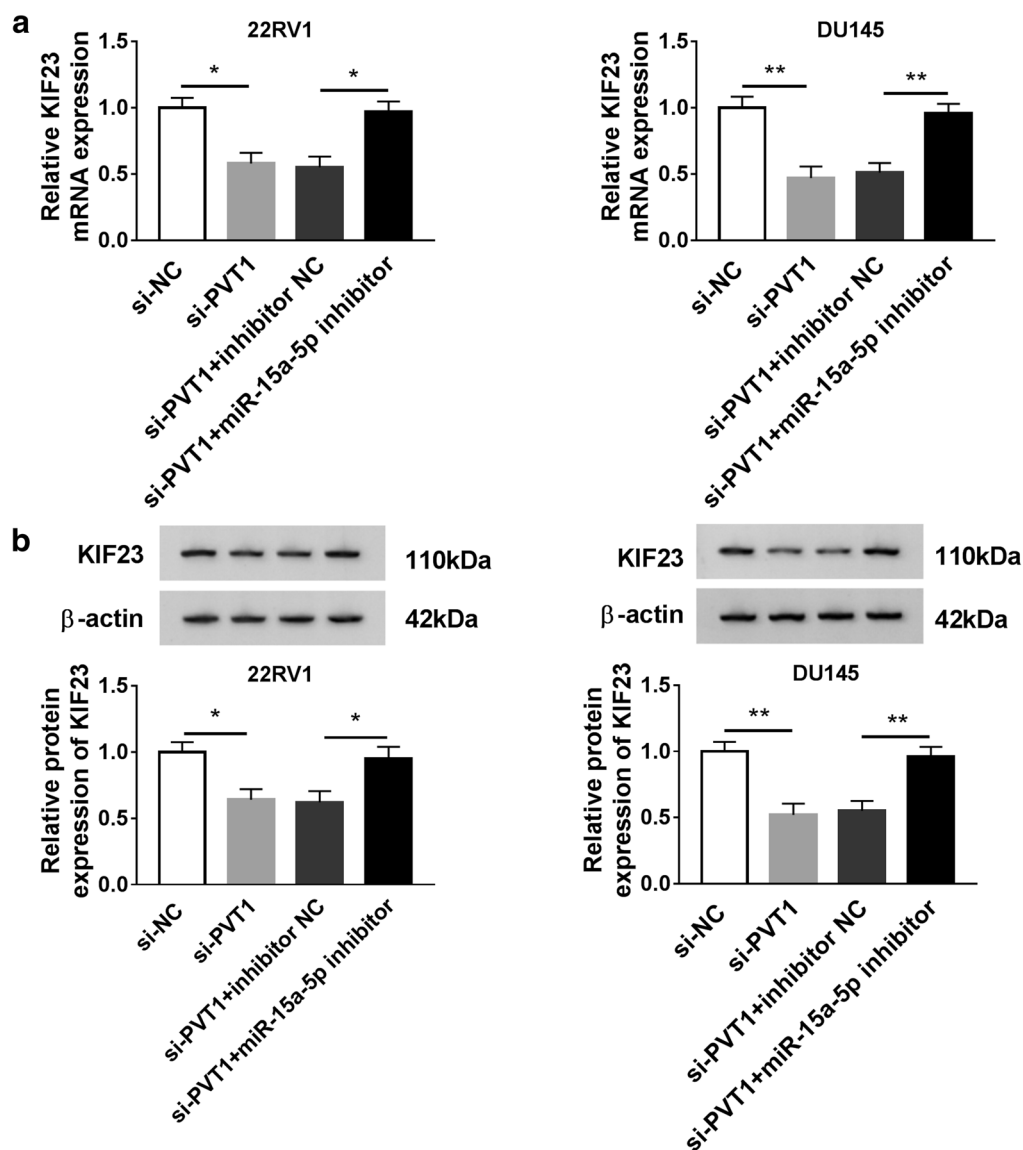 a
22RV1
Relative KIF23
mRNA expression
1.5
1.0
0.5
0.0
*
*
si-NC
si-PVT1
si-PVT1+inhibitor NC
si-PVT1+miR-15a-5p inhibitor
DU145
Relative KIF23
mRNA expression
1.5
1.0
0.5
0.0
**
**
si-NC
si-PVT1
si-PVT1+inhibitor NC
si-PVT1+miR-15a-5p inhibitor
b
KIF23
110kDa
β-actin
42kDa
22RV1
Relative protein
expression of KIF23
1.5
1.0
0.5
0.0
*
*
si-NC
si-PVT1
si-PVT1+inhibitor NC
si-PVT1+miR-15a-5p inhibitor
KIF23
110kDa
β-actin
42kDa
DU145
Relative protein
expression of KIF23
1.5
1.0
0.5
0.0
**
**
si-NC
si-PVT1
si-PVT1+inhibitor NC
si-PVT1+miR-15a-5p inhibitor